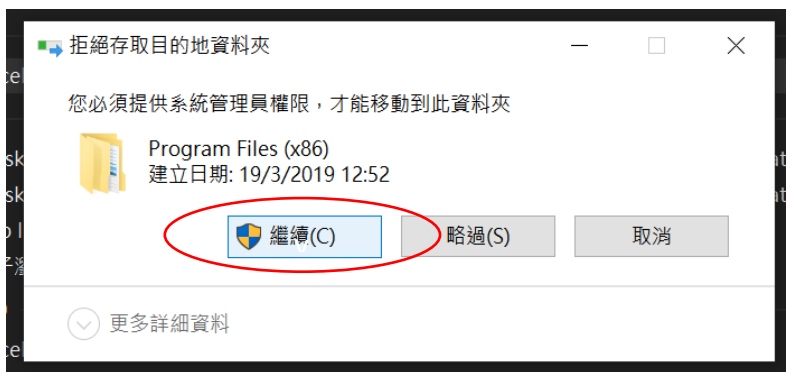 拒絕存取目的地資料夾
您必須提供系統管理員權限，才能移動到此資料夾
Program Files (x86)
建立日期: 19/3/2019 12:52
繼續(C)
略過(S)
取消
更多詳細資料